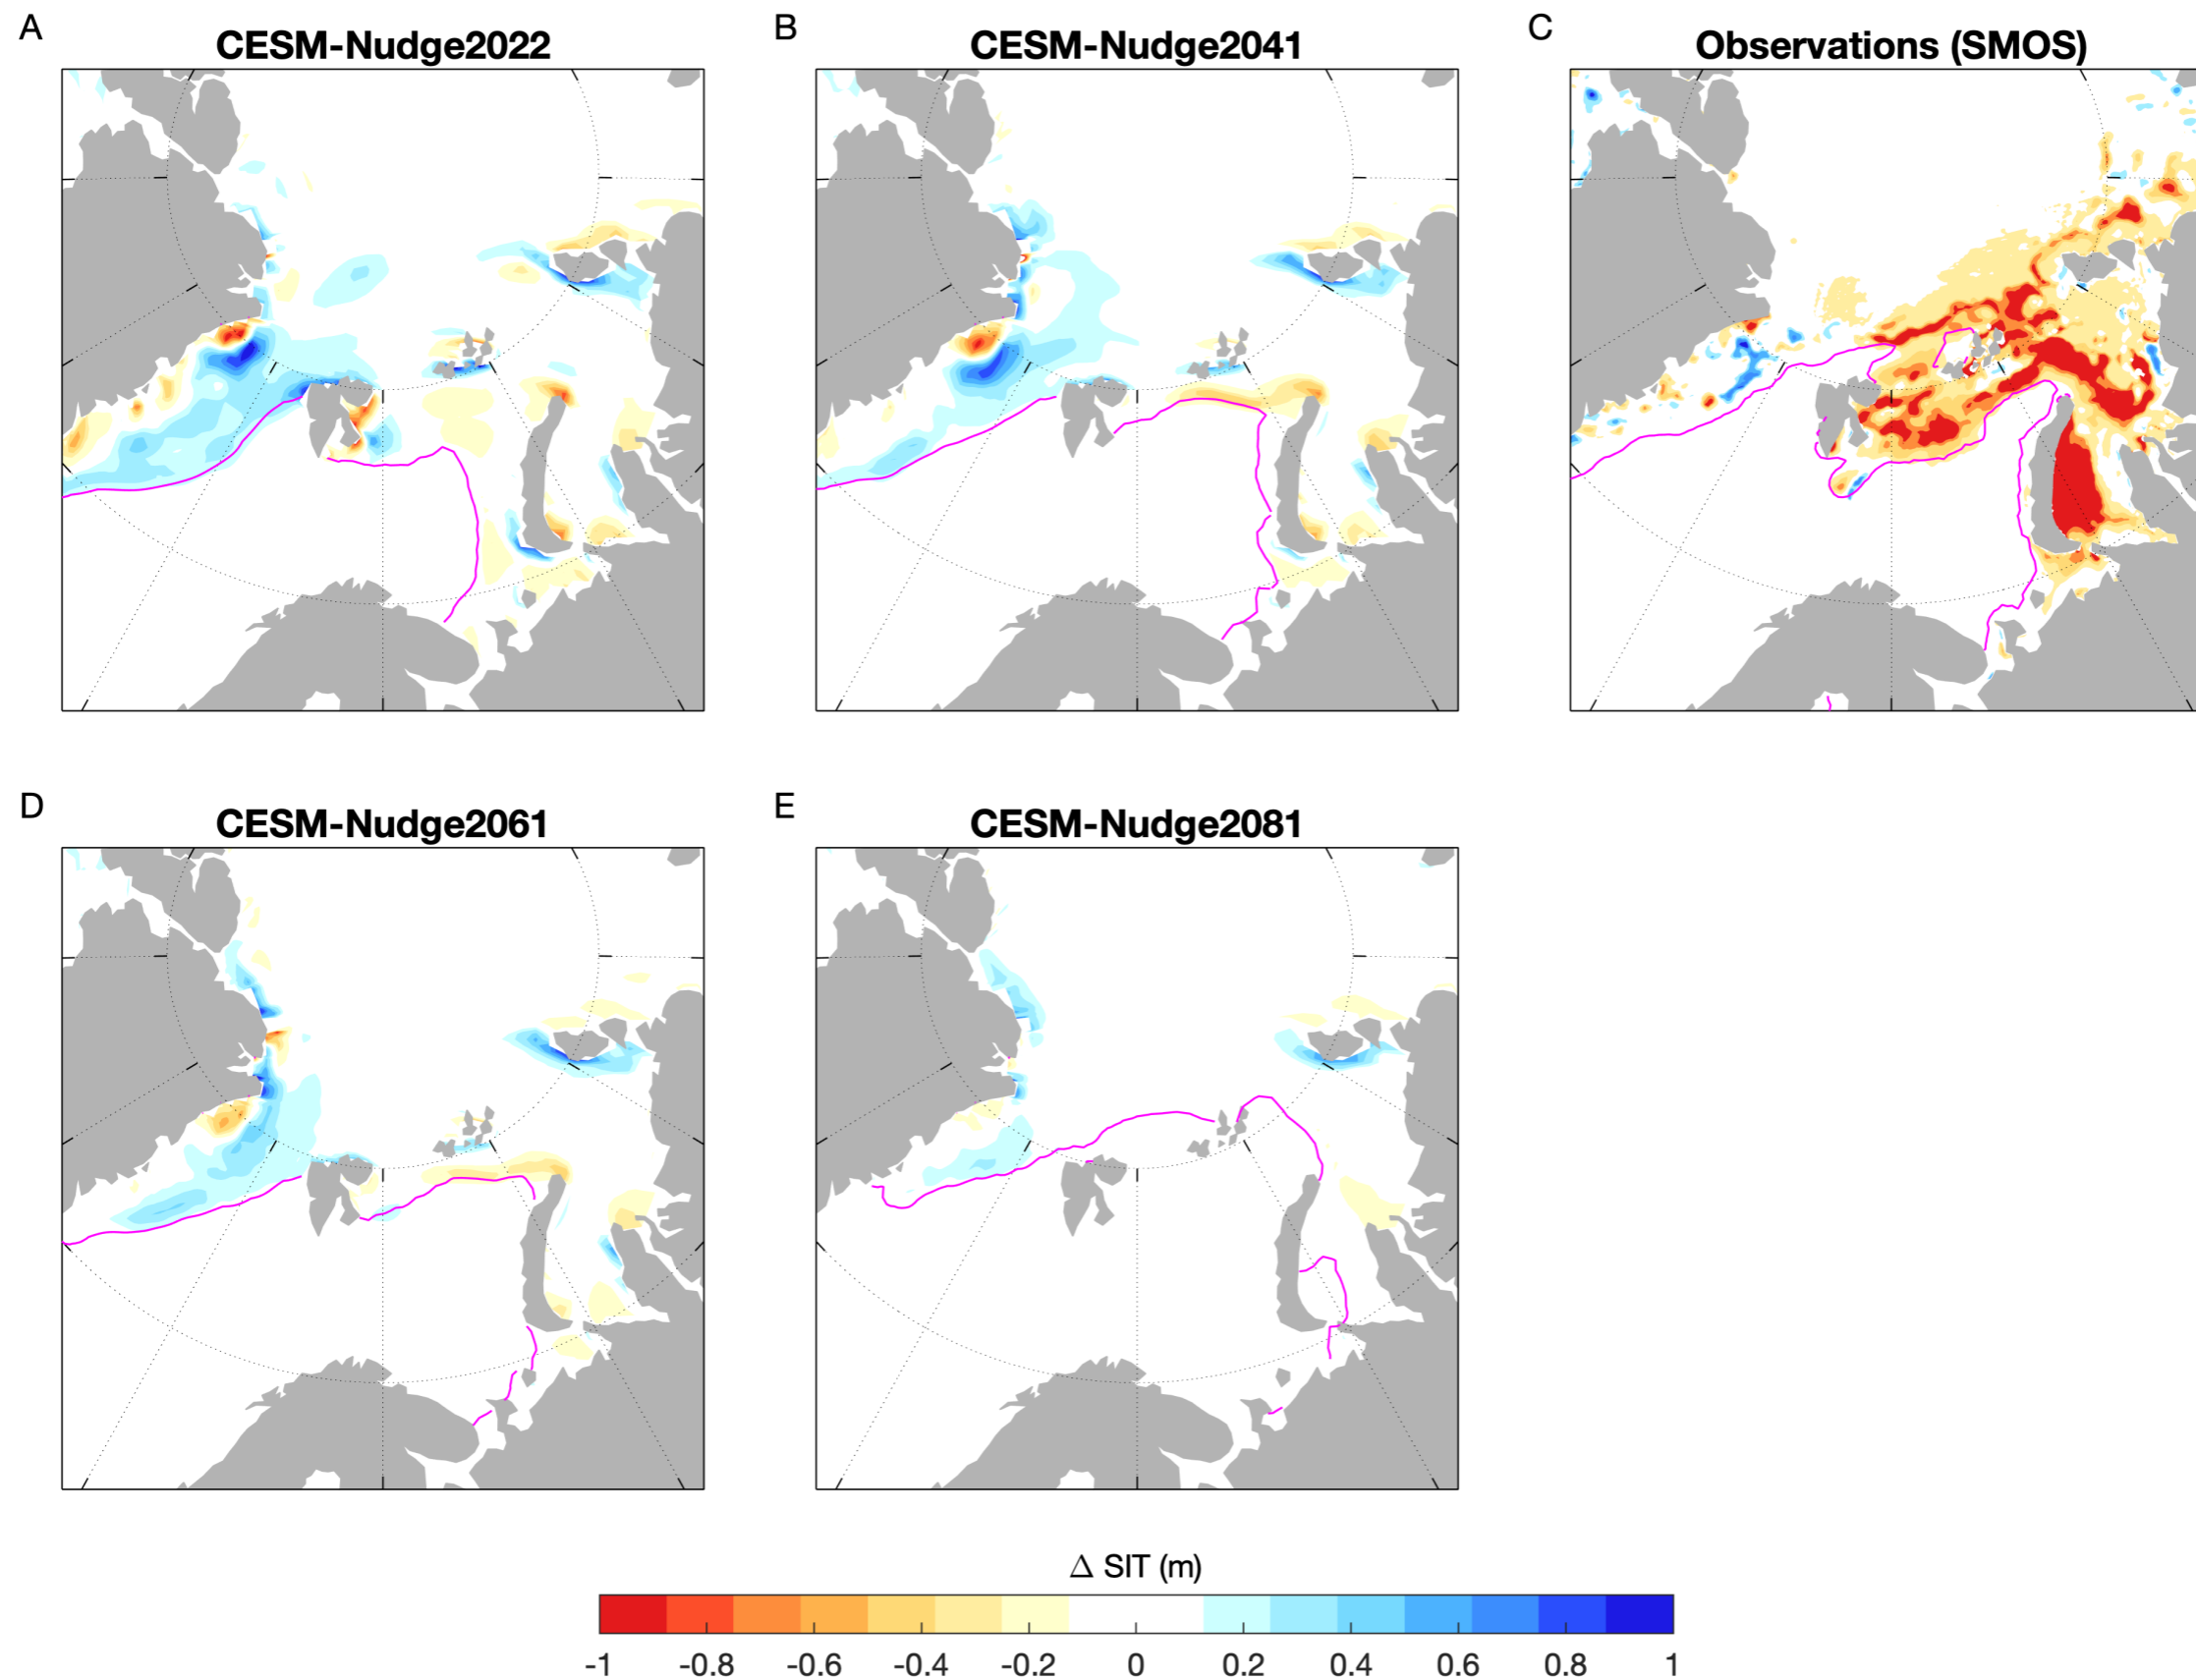 A
CESM-Nudge2022
B
CESM-Nudge2041
C
Observations (SMOS)
D
CESM-Nudge2061
E
CESM-Nudge2081
Δ SIT (m)
-1 -0.8 -0.6 -0.4 -0.2 0 0.2 0.4 0.6 0.8 1